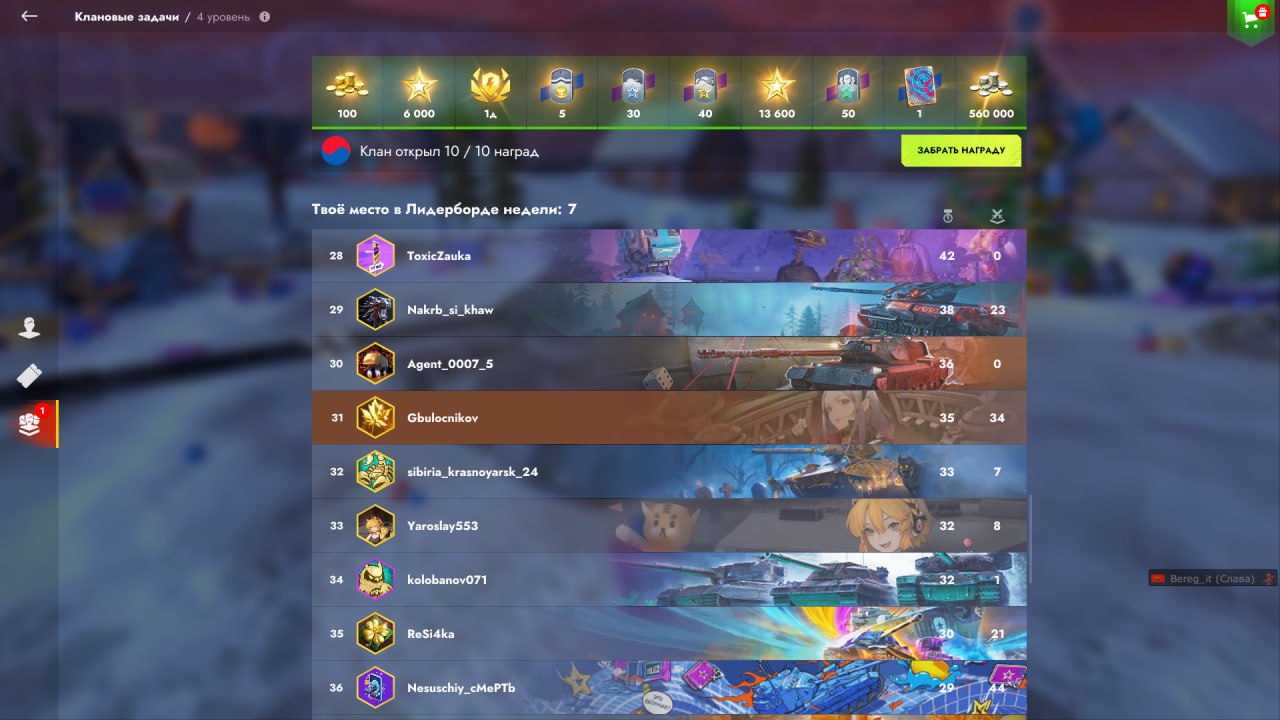 Клановые задачи / 4 уровень
100 6 000 1д 5 30 40 13 600 50 1 560 000
Клан открыл 10 / 10 наград
ЗАБРАТЬ НАГРАДУ
Твоё место в Лидерборде недели: 7
28 ToxicZauka 42 0
29 Nakrb_si_khaw 38 23
30 Agent_0007_5 36 0
31 Gbulocnikov 35 34
1
32 sibiria_krasnoyarsk_24 33 7
33 Yaroslay553 32 8
34 kolobanov071 32 1
Bereg_it (Слава)
35 ReSi4ka 30 21
36 Nesuschiy_cMePTb 29 44